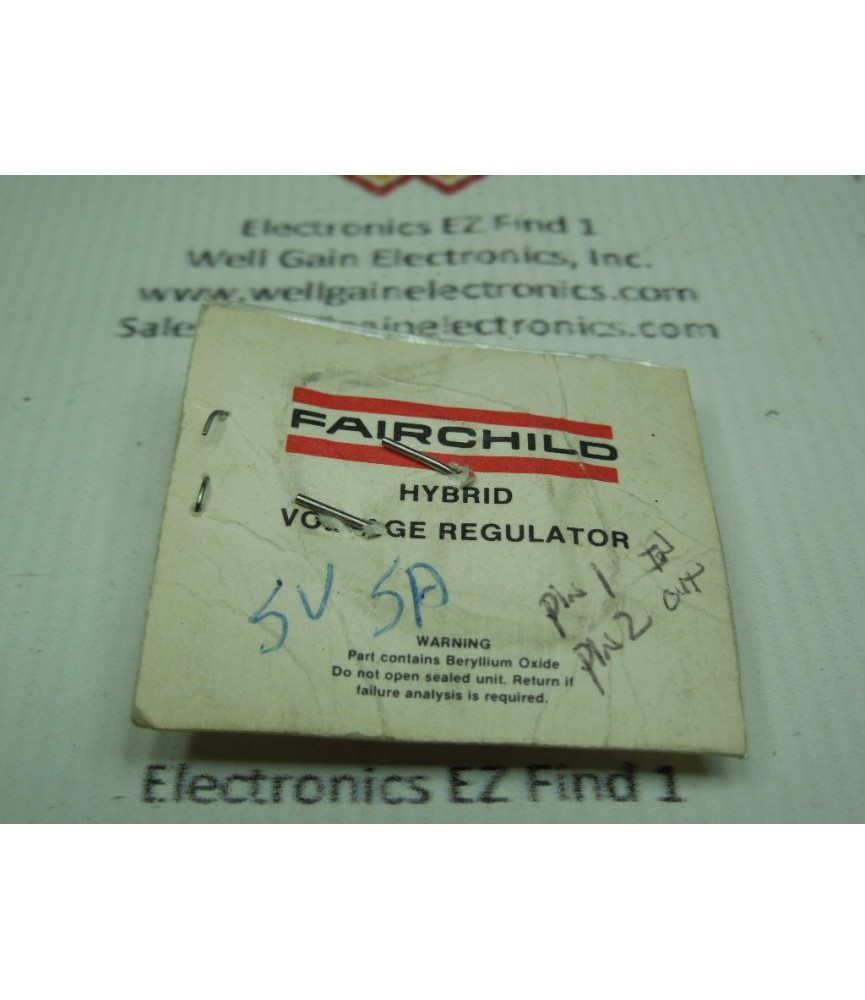 Electronics EZ Find 1
Well Gain Electronics, Inc.
www.wellgainelectronics.com
FAIRCHILD
HYBRID
REGULATOR
5V 5A
PIN 1 IN
PIN 2 OUT
WARNING
Part contains Beryllium Oxide
Do not open sealed unit. Return if
failure analysis is required.
Electronics EZ Find 1